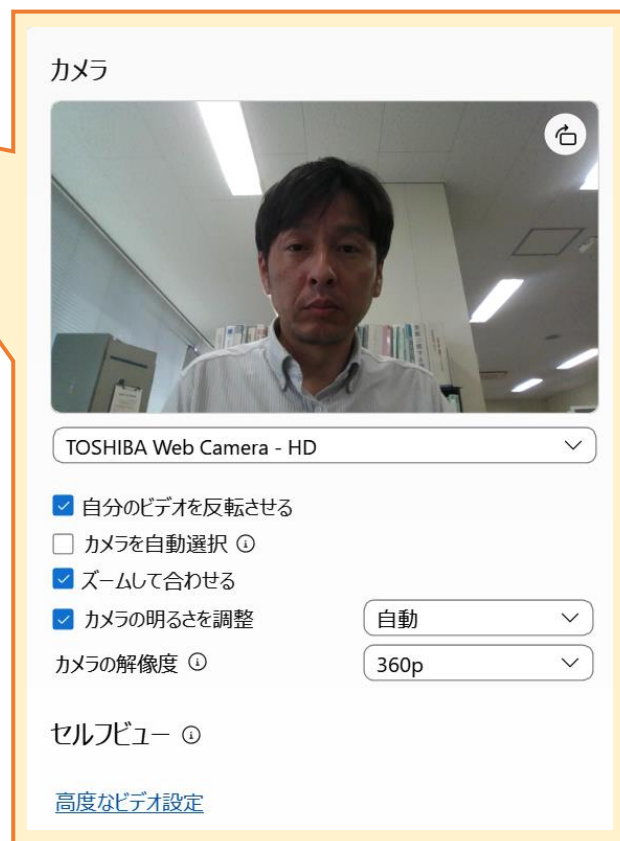 カメラ
TOSHIBA Web Camera - HD
自分のビデオを反転させる
カメラを自動選択
ズームして合わせる
カメラの明るさを調整 自動
カメラの解像度 360p
セルフビュー
高度なビデオ設定